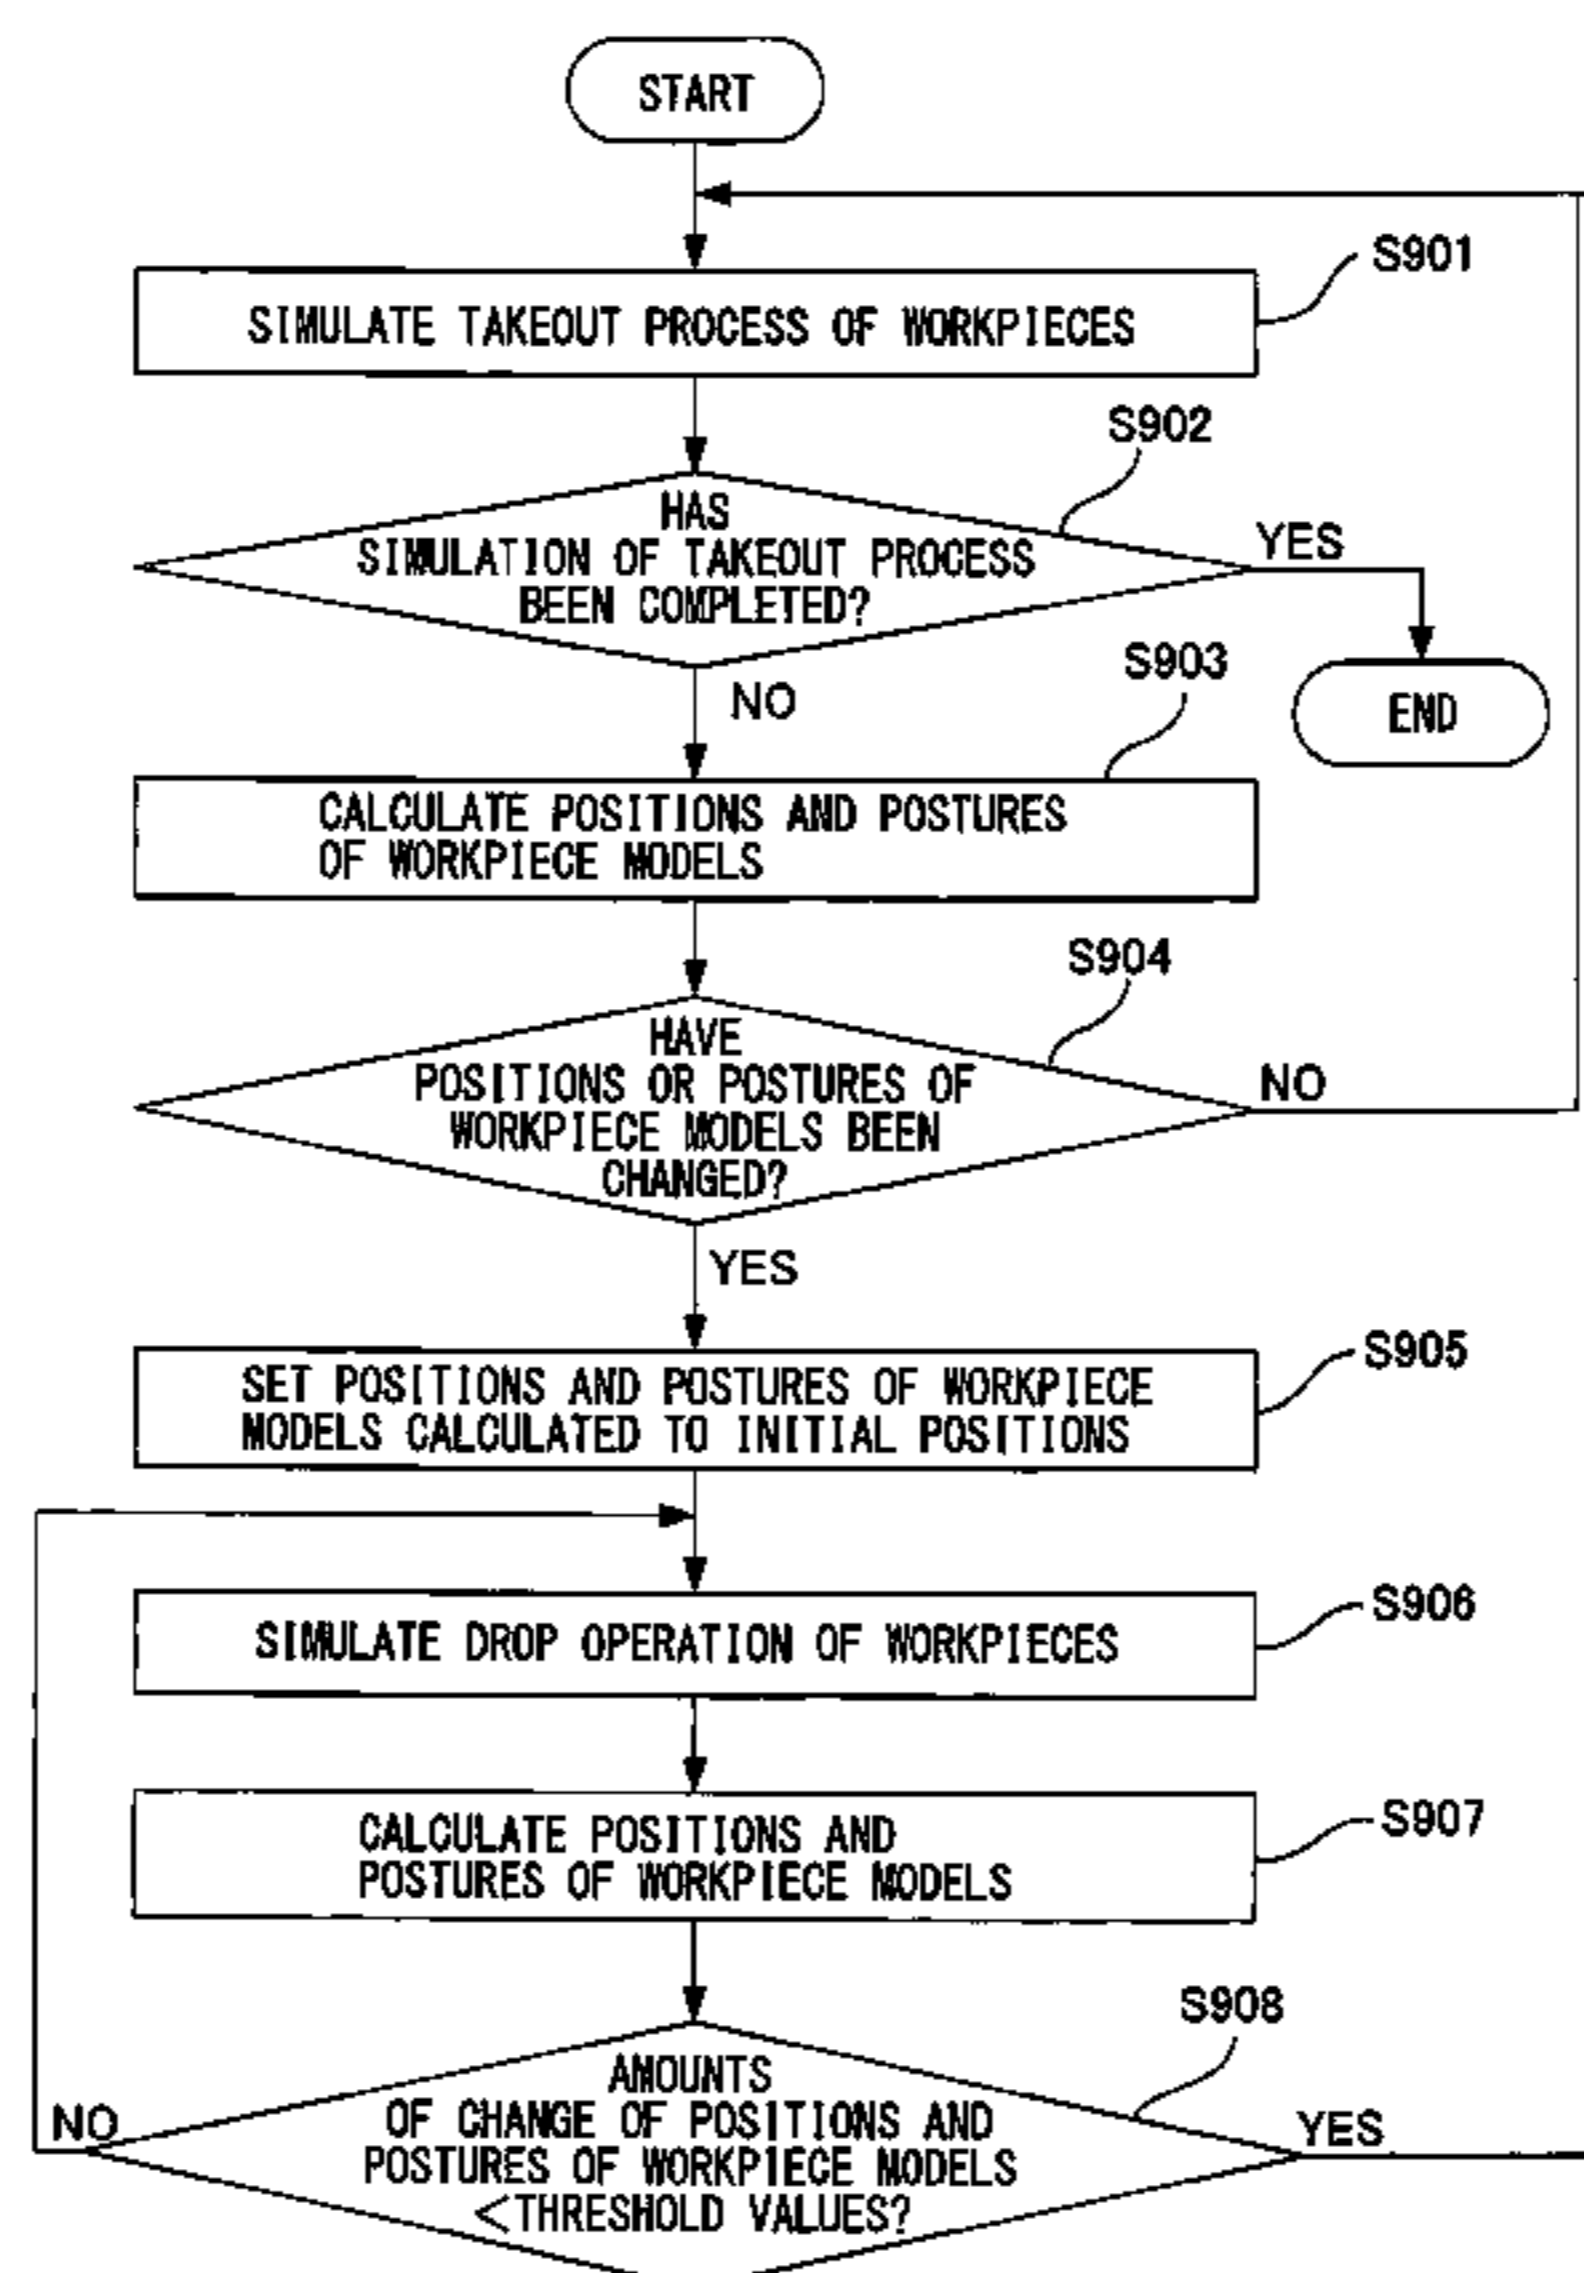 START
S901
SIMULATE TAKEOUT PROCESS OF WORKPIECES
S902
HAS
SIMULATION OF TAKEOUT PROCESS
BEEN COMPLETED?
YES
END
NO
S903
CALCULATE POSITIONS AND POSTURES
OF WORKPIECE MODELS
S904
HAVE
POSITIONS OR POSTURES OF
WORKPIECE MODELS BEEN
CHANGED?
NO
YES
S905
SET POSITIONS AND POSTURES OF WORKPIECE
MODELS CALCULATED TO INITIAL POSITIONS
S906
SIMULATE DROP OPERATION OF WORKPIECES
S907
CALCULATE POSITIONS AND
POSTURES OF WORKPIECE MODELS
S908
AMOUNTS
OF CHANGE OF POSITIONS AND
POSTURES OF WORKPIECE MODELS
<THRESHOLD VALUES?
NO
YES